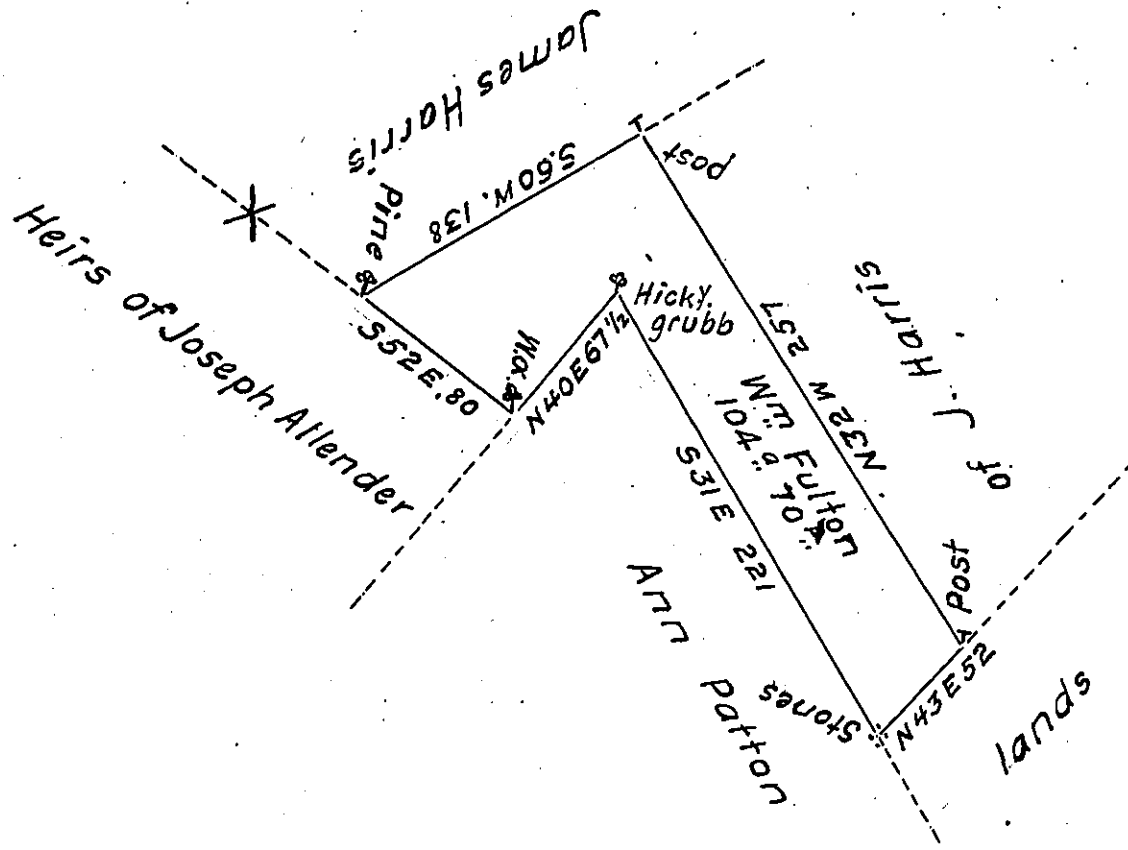 James Harris
Pine
S.60W. 138
post
Heirs of Joseph Allender
S52E.80
W.o.
N40E67½
Hicky.
grubb
N32W 257
of J. Harris
Wm̈ Fulton
104.a. 70.p.
S31E 221
Ann Patton
Stones
Post
N43E52
lands